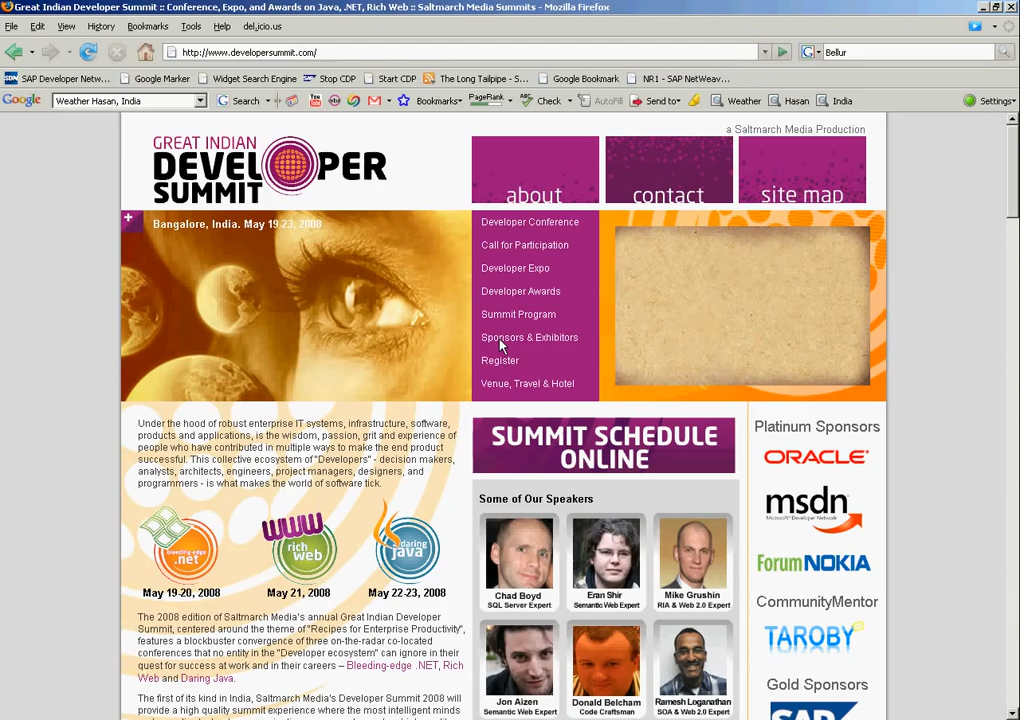 Great Indian Developer Summit :: Conference, Expo, and Awards on Java, .NET, Rich Web :: Saltmarch Media Summits - Mozilla Firefox
File Edit View History Bookmarks Tools Help del.icio.us
http://www.developersummit.com/
G Bellur
SAP Developer Netw... Google Marker Widget Search Engine Stop CDP Start CDP The Long Tailpipe - S... Google Bookmark NR1 - SAP NetWeav...
Google Weather Hasan, India Search Bookmarks PageRank Check AutoFill Send to Weather Hasan India Settings
a Saltmarch Media Production
GREAT INDIAN
DEVELOPER
SUMMIT
about contact site map
Bangalore, India. May 19-23, 2008
Developer Conference
Call for Participation
Developer Expo
Developer Awards
Summit Program
Sponsors & Exhibitors
Register
Venue, Travel & Hotel
Under the hood of robust enterprise IT systems, infrastructure, software,
products and applications, is the wisdom, passion, grit and experience of
people who have contributed in multiple ways to make the end product
successful. This collective ecosystem of "Developers" - decision makers,
analysts, architects, engineers, project managers, designers, and
programmers - is what makes the world of software tick.
bleeding-edge
.net
www
rich
web
daring
java
May 19-20, 2008 May 21, 2008 May 22-23, 2008
The 2008 edition of Saltmarch Media's annual Great Indian Developer
Summit, centered around the theme of "Recipes for Enterprise Productivity",
features a blockbuster convergence of three on-the-radar co-located
conferences that no entity in the "Developer ecosystem" can ignore in their
quest for success at work and in their careers – Bleeding-edge .NET, Rich
Web and Daring Java.
The first of its kind in India, Saltmarch Media's Developer Summit 2008 will
provide a high quality summit experience where the most intelligent minds
SUMMIT SCHEDULE
ONLINE
Some of Our Speakers
Chad Boyd
SQL Server Expert
Eran Shir
Semantic Web Expert
Mike Grushin
RIA & Web 2.0 Expert
Jon Aizen
Semantic Web Expert
Donald Belcham
Code Craftsman
Ramesh Loganathan
SOA & Web 2.0 Expert
Platinum Sponsors
ORACLE
msdn
Microsoft Developer Network
Forum NOKIA
CommunityMentor
TAROBY
Gold Sponsors
SAP